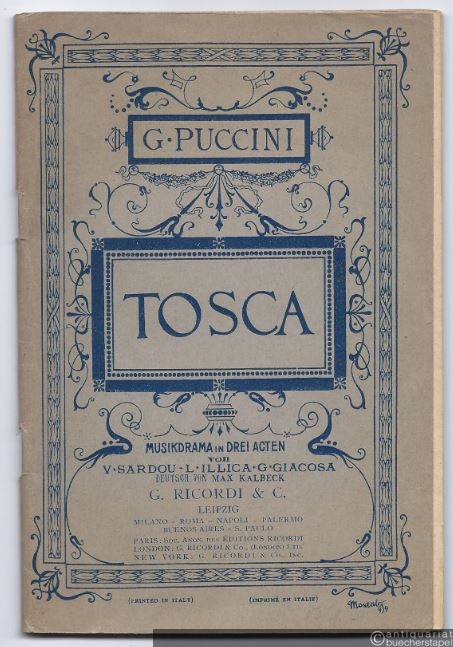 G·PUCCINI
TOSCA
MUSIKDRAMA IN DREI ACTEN
von
V·SARDOU·L·ILLICA·G·GIACOSA
DEUTSCH VON MAX KALBECK
G. RICORDI & C.
LEIPZIG
MILANO - ROMA - NAPOLI - PALERMO
BUENOS AIRES - S. PAULO
PARIS: Soc. Anon. des ÉDITIONS RICORDI
LONDON: G. RICORDI & Co., (London) Ltd.
NEW YORK: G. RICORDI & Co., Inc.
(PRINTED IN ITALY) (IMPRIMÉ EN ITALIE)
antiquariat
buecherstapel